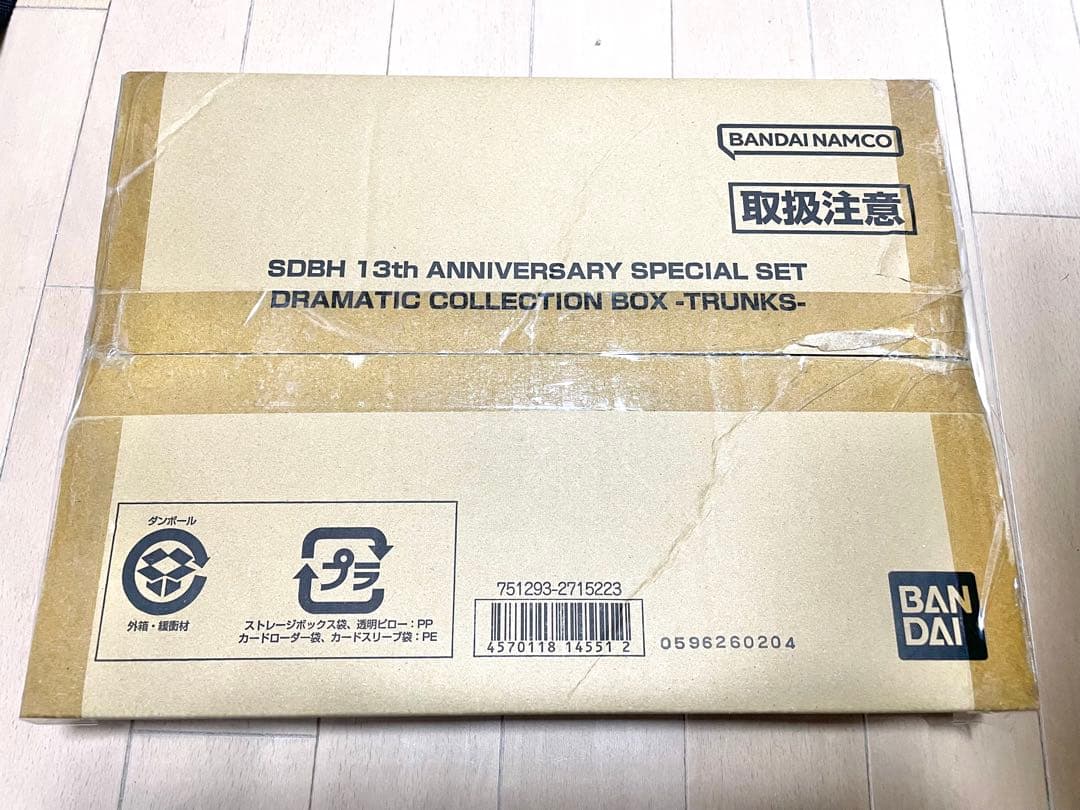 BANDAI NAMCO
取扱注意
SDBH 13th ANNIVERSARY SPECIAL SET
DRAMATIC COLLECTION BOX -TRUNKS-
ダンボール
外箱・緩衝材
プラ
ストレージボックス袋、透明ピロー：PP
カードローダー袋、カードスリーブ袋：PE
751293-2715223
4570118 14551 2
0596260204
BAN
DAI